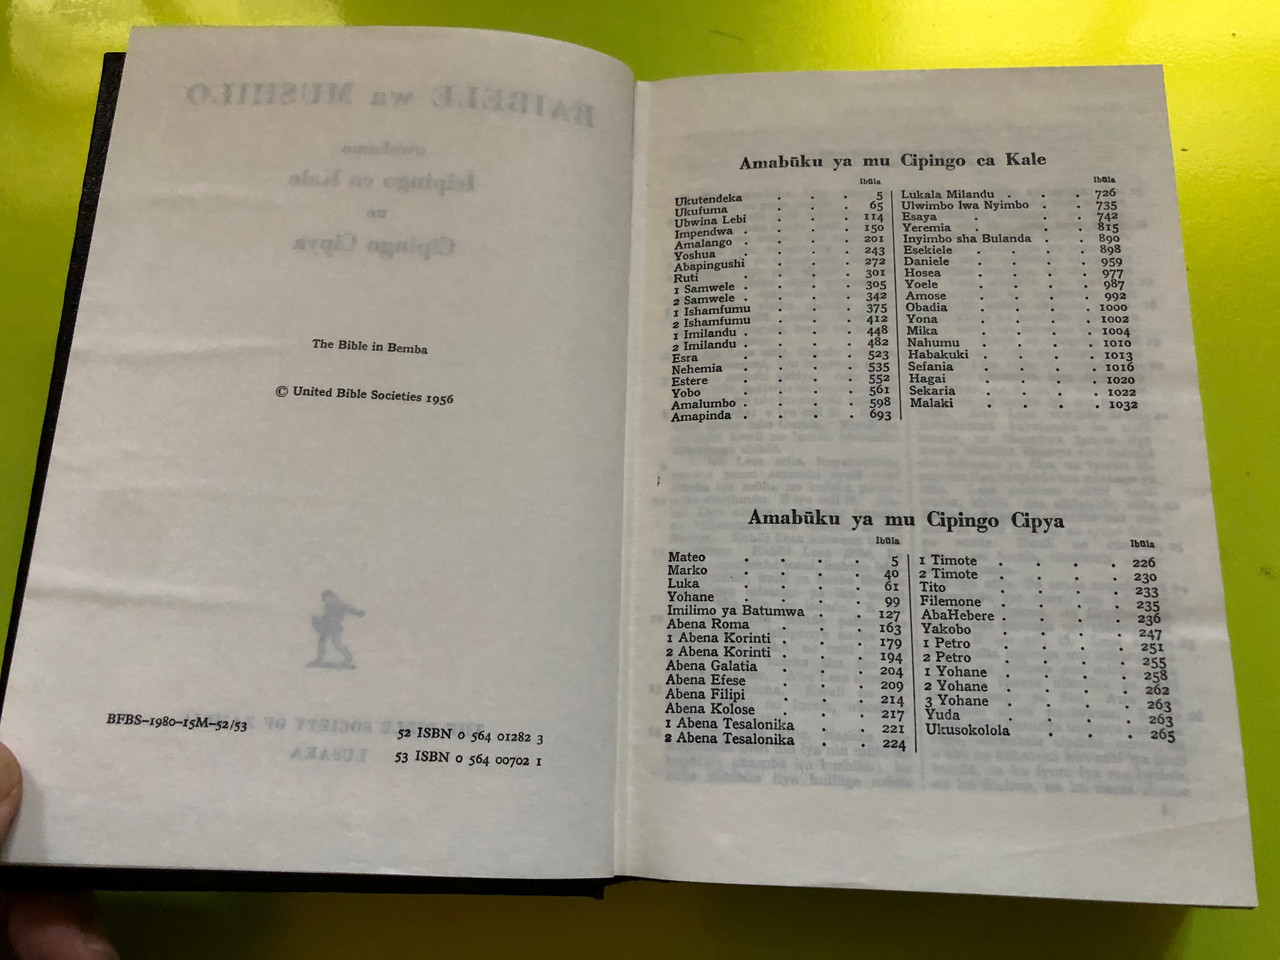 The Bible in Bemba
© United Bible Societies 1956
BFBS–1980–15M–52/53
52 ISBN 0 564 01282 3
53 ISBN 0 564 00702 1
Amabūku ya mu Cipingo ca Kale
Ibūla
Ukutendeka . . . 5
Ukufuma . . . 65
Ubwina Lebi . . . 114
Impendwa . . . . 150
Amalango . . . . 201
Yoshua . . . . 243
Abapingushi . . . 272
Ruti . . . . 301
1 Samwele . . . . 305
2 Samwele . . . . 342
1 Ishamfumu . . . 375
2 Ishamfumu . . . 412
1 Imilandu . . . . 448
2 Imilandu . . . . 482
Esra . . . . 523
Nehemia . . . . 535
Estere . . . . 552
Yobo . . . . 561
Amalumbo . . . . 598
Amapinda . . . . 693
Ibūla
Lukala Milandu . . . 726
Ulwimbo lwa Nyimbo . . 735
Esaya . . . 742
Yeremia . . . . 815
Inyimbo sha Bulanda . . 890
Esekiele . . . . 898
Daniele . . . . 959
Hosea . . . . 977
Yoele . . . . 987
Amose . . . . 992
Obadia . . . . 1000
Yona . . . . 1002
Mika . . . . 1004
Nahumu . . . . 1010
Habakuki . . . . 1013
Sefania . . . . 1016
Hagai . . . . 1020
Sekaria . . . . 1022
Malaki . . . . 1032
Amabūku ya mu Cipingo Cipya
Ibūla
Mateo . . . . 5
Marko . . . . 40
Luka . . . . 61
Yohane . . . . 99
Imilimo ya Batumwa . . 127
Abena Roma . . . 163
1 Abena Korinti . . . 179
2 Abena Korinti . . . 194
Abena Galatia . . . 204
Abena Efese . . . 209
Abena Filipi . . . 214
Abena Kolose . . . 217
1 Abena Tesalonika . . 221
2 Abena Tesalonika . . 224
Ibūla
1 Timote . . . . 226
2 Timote . . . . 230
Tito . . . . 233
Filemone . . . . 235
AbaHebere . . . . 236
Yakobo . . . . 247
1 Petro . . . . 251
2 Petro . . . . 255
1 Yohane . . . . 258
2 Yohane . . . . 262
3 Yohane . . . . 263
Yuda . . . . 263
Ukusokolola . . . 265